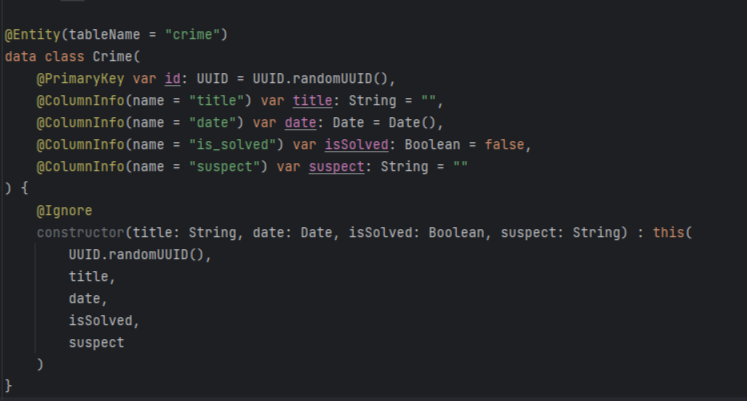 @Entity(tableName = "crime")
data class Crime(
    @PrimaryKey var id: UUID = UUID.randomUUID(),
    @ColumnInfo(name = "title") var title: String = "",
    @ColumnInfo(name = "date") var date: Date = Date(),
    @ColumnInfo(name = "is_solved") var isSolved: Boolean = false,
    @ColumnInfo(name = "suspect") var suspect: String = ""
) {
    @Ignore
    constructor(title: String, date: Date, isSolved: Boolean, suspect: String) : this(
        UUID.randomUUID(),
        title,
        date,
        isSolved,
        suspect
    )
}